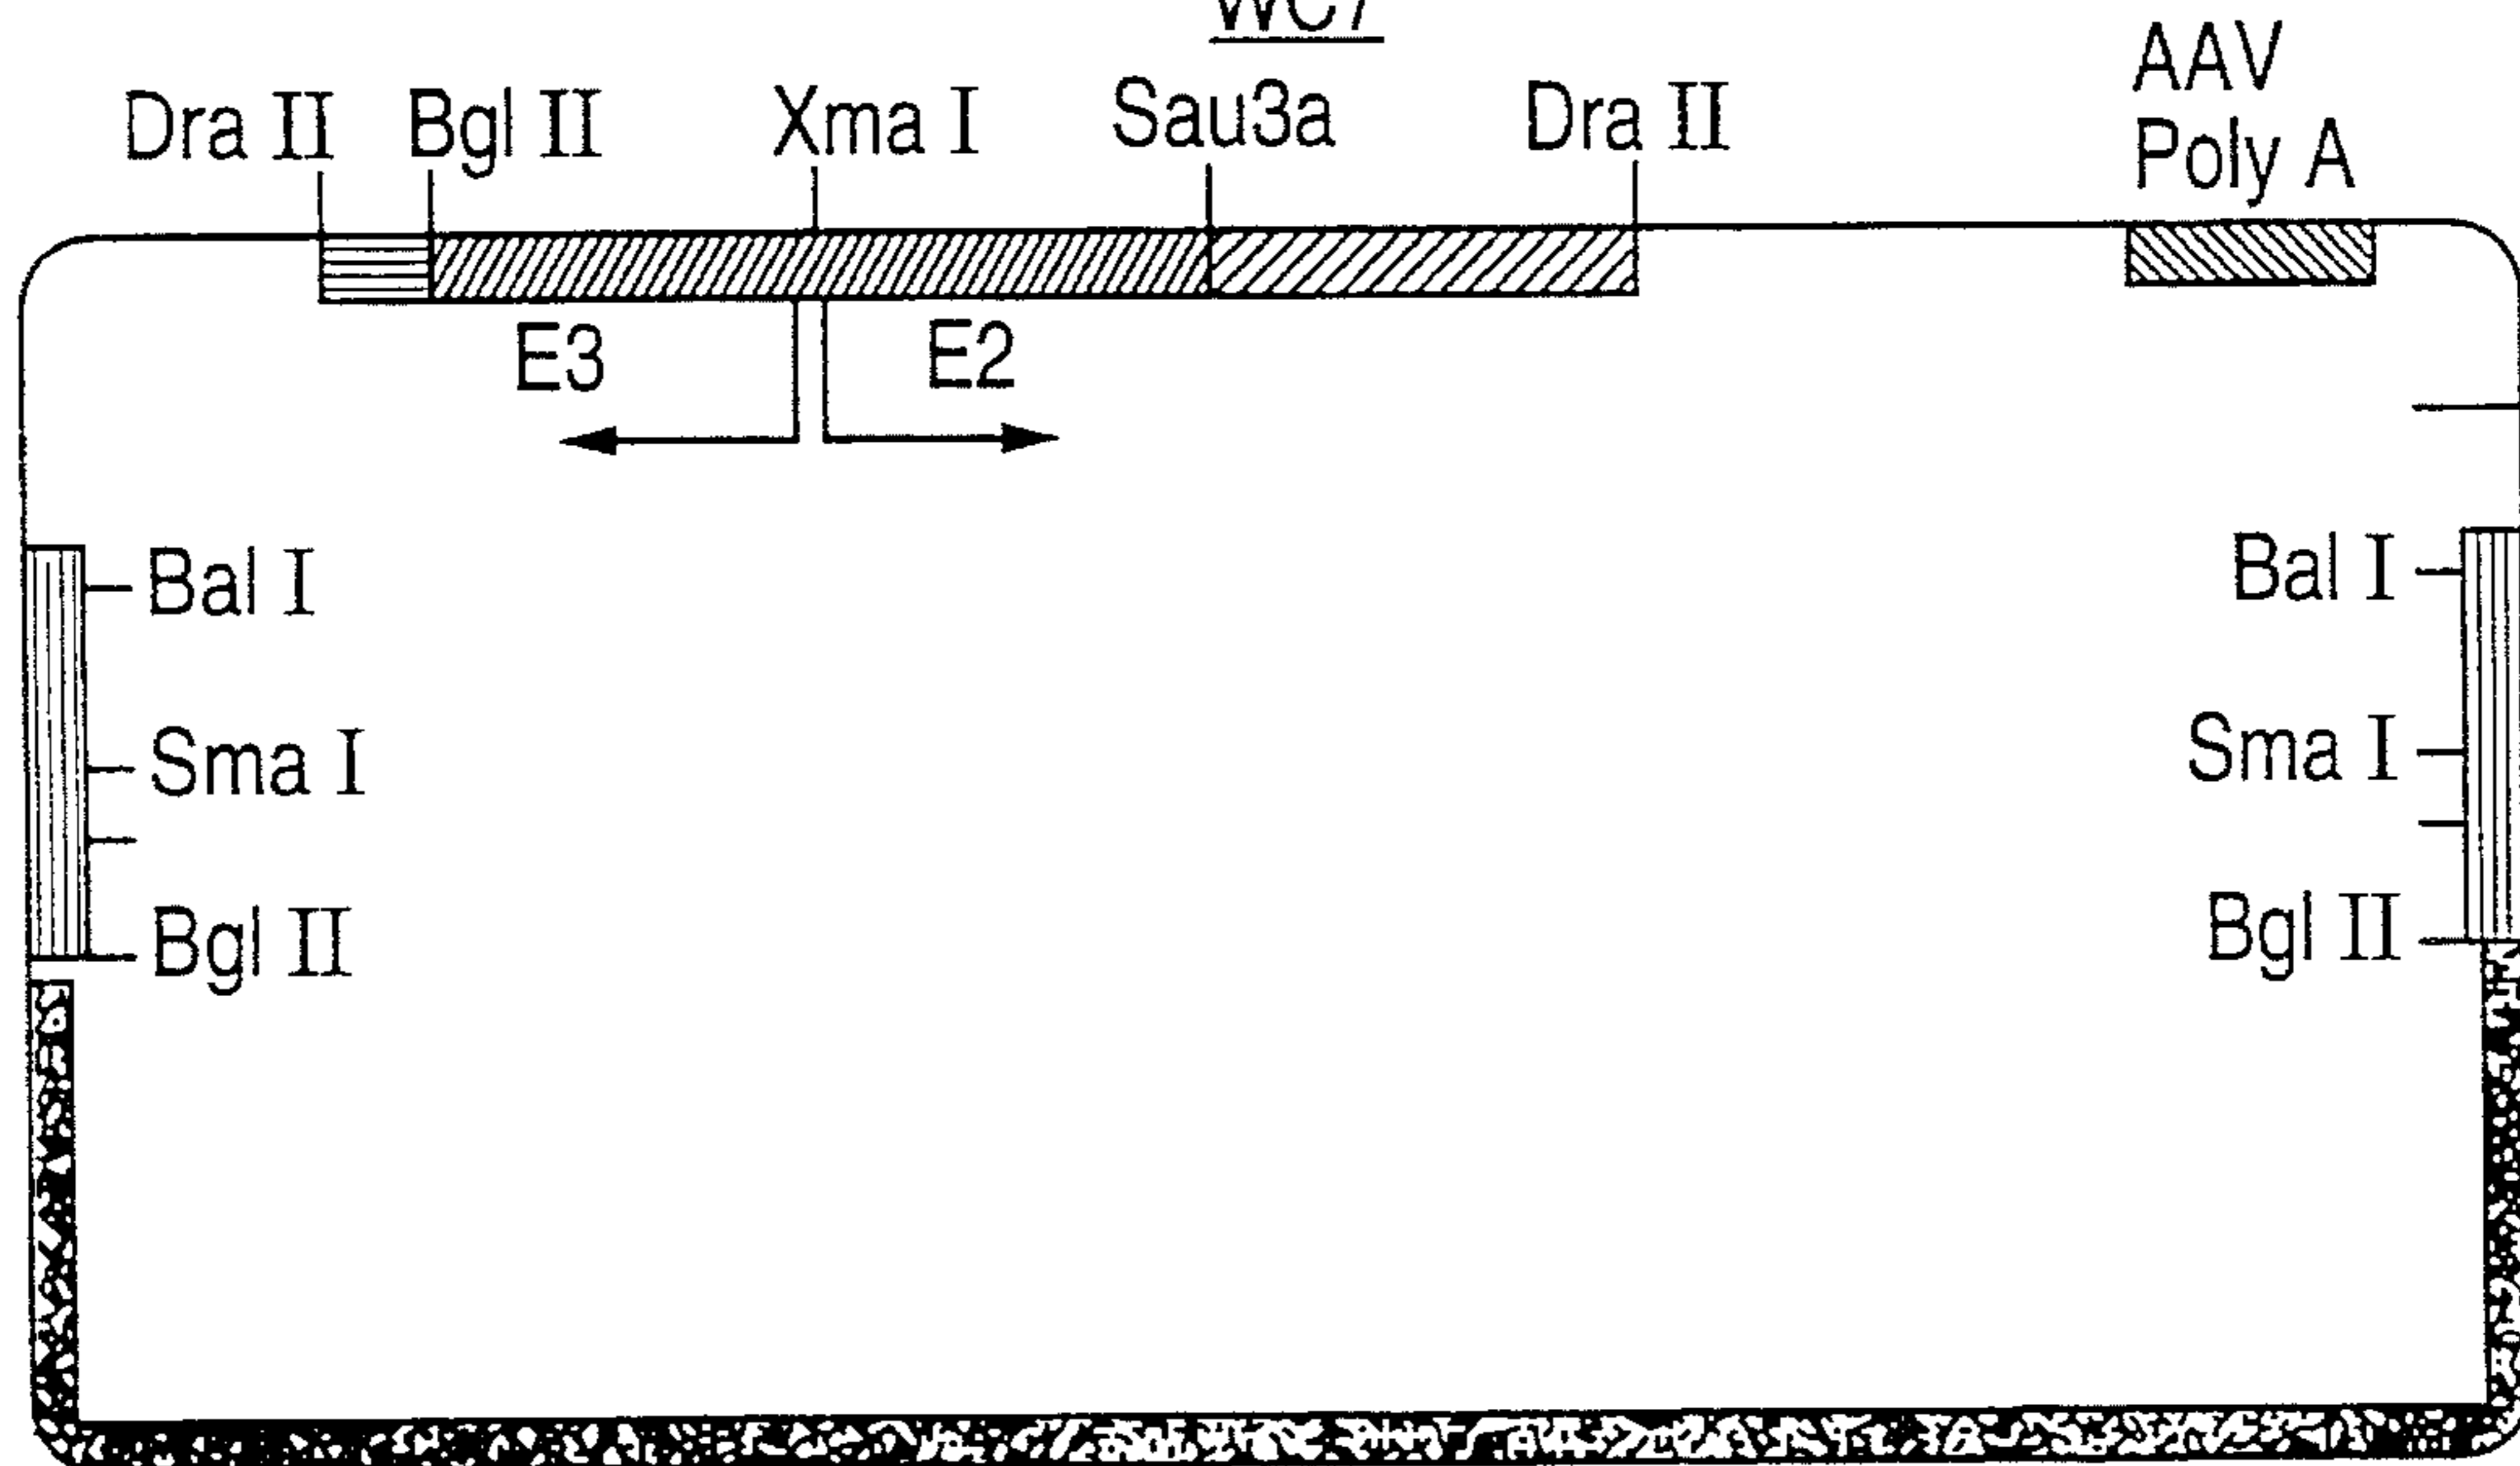 Dra II Bgl II Xma I Sau3a Dra II AAV
Poly A
E3 E2
Bal I Bal I
Sma I Sma I
Bgl II Bgl II